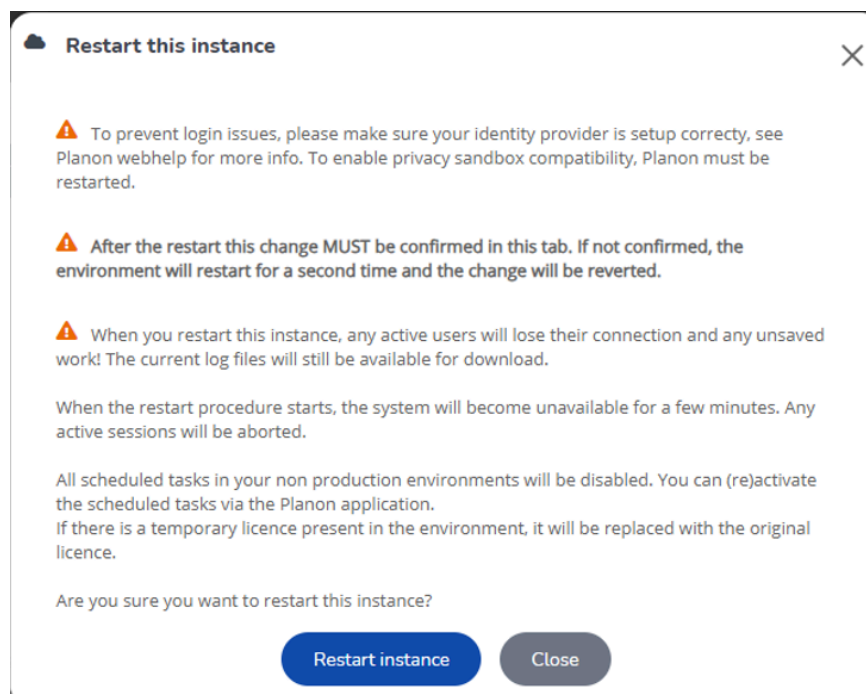 Restart this instance
To prevent login issues, please make sure your identity provider is setup correcty, see
Planon webhelp for more info. To enable privacy sandbox compatibility, Planon must be
restarted.
After the restart this change MUST be confirmed in this tab. If not confirmed, the
environment will restart for a second time and the change will be reverted.
When you restart this instance, any active users will lose their connection and any unsaved
work! The current log files will still be available for download.
When the restart procedure starts, the system will become unavailable for a few minutes. Any
active sessions will be aborted.
All scheduled tasks in your non production environments will be disabled. You can (re)activate
the scheduled tasks via the Planon application.
If there is a temporary licence present in the environment, it will be replaced with the original
licence.
Are you sure you want to restart this instance?
Restart instance
Close